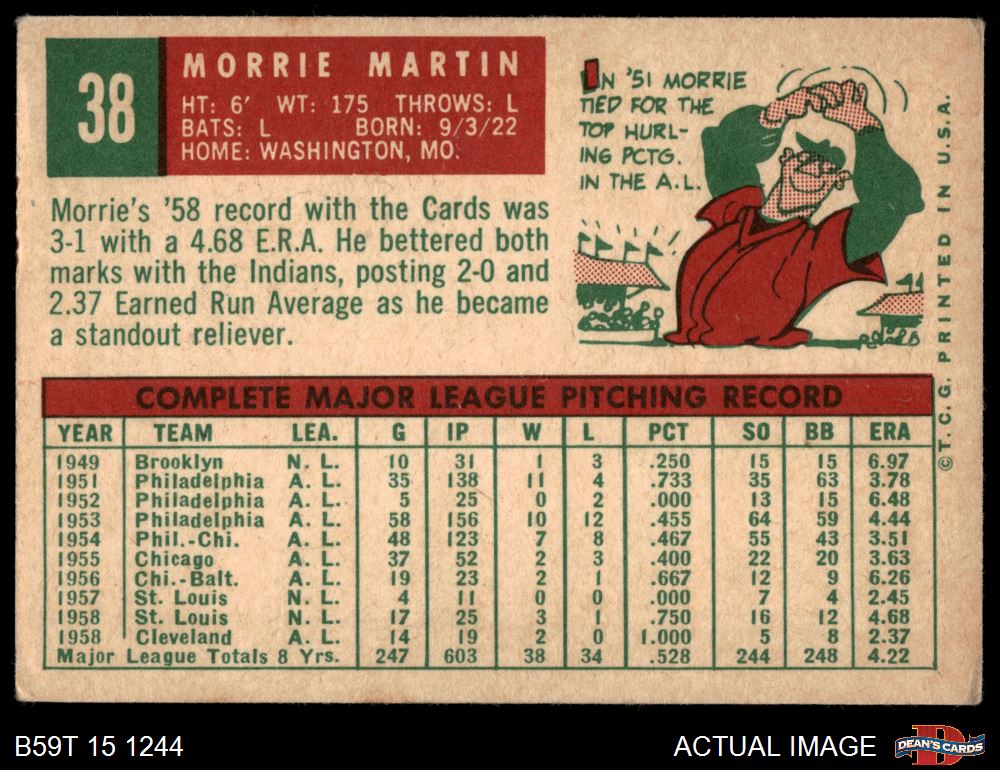 38
MORRIE MARTIN
HT: 6' WT: 175 THROWS: L
BATS: L BORN: 9/3/22
HOME: WASHINGTON, MO.
Morrie's '58 record with the Cards was
3-1 with a 4.68 E.R.A. He bettered both
marks with the Indians, posting 2-0 and
2.37 Earned Run Average as he became
a standout reliever.
IN '51 MORRIE
TIED FOR THE
TOP HURL-
ING PCTG.
IN THE A.L.
© T.C.G. PRINTED IN U.S.A.
COMPLETE MAJOR LEAGUE PITCHING RECORD
YEAR TEAM LEA. G IP W L PCT SO BB ERA
1949 Brooklyn N. L. 10 31 1 3 .250 15 15 6.97
1951 Philadelphia A. L. 35 138 11 4 .733 35 63 3.78
1952 Philadelphia A. L. 5 25 0 2 .000 13 15 6.48
1953 Philadelphia A. L. 58 156 10 12 .455 64 59 4.44
1954 Phil.-Chi. A. L. 48 123 7 8 .467 55 43 3.51
1955 Chicago A. L. 37 52 2 3 .400 22 20 3.63
1956 Chi.-Balt. A. L. 19 23 2 1 .667 12 9 6.26
1957 St. Louis N. L. 4 11 0 0 .000 7 4 2.45
1958 St. Louis N. L. 17 25 3 1 .750 16 12 4.68
1958 Cleveland A. L. 14 19 2 0 1.000 5 8 2.37
Major League Totals 8 Yrs. 247 603 38 34 .528 244 248 4.22
B59T 15 1244
ACTUAL IMAGE
DEAN'S CARDS